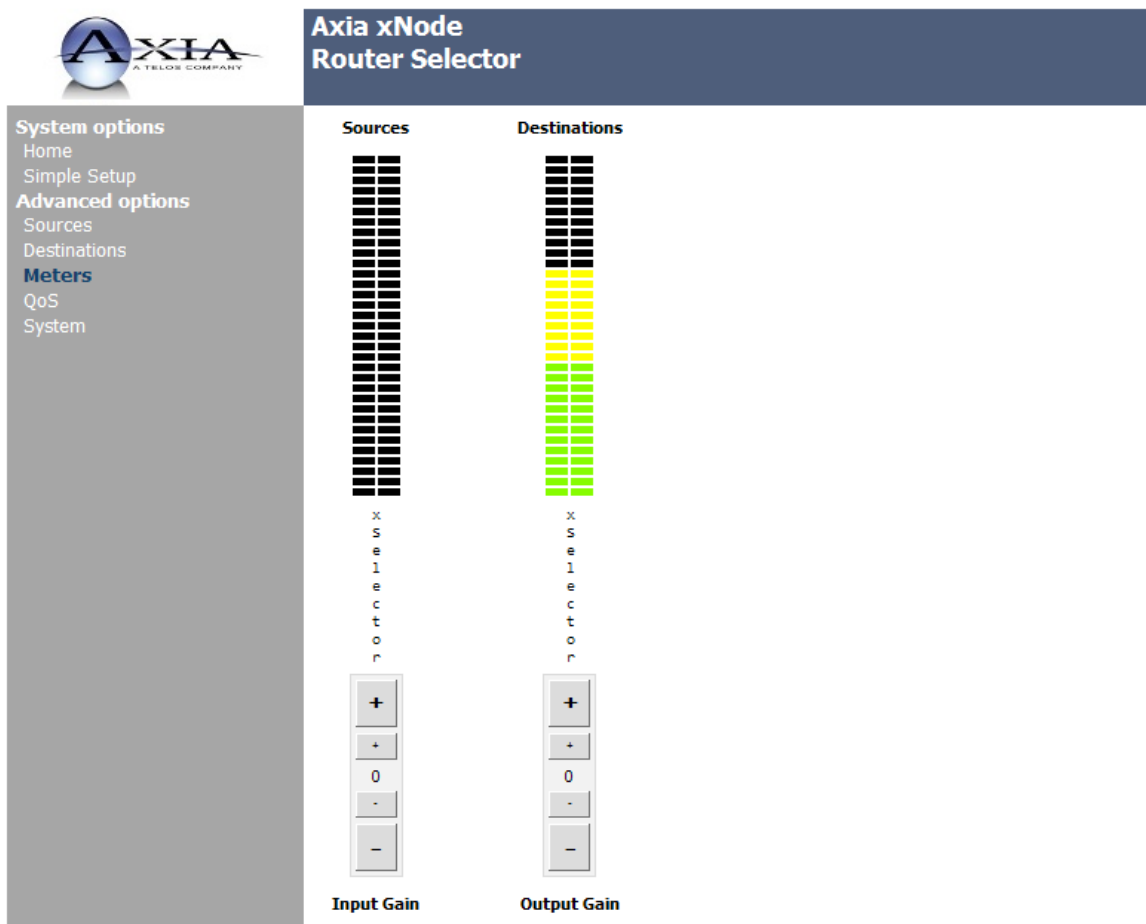 AXIA
A TELOS COMPANY
Axia xNode
Router Selector
System options
Home
Simple Setup
Advanced options
Sources
Destinations
Meters
QoS
System
Sources
Destinations
xselector
xselector
+
+
0
-
-
+
+
0
-
-
Input Gain
Output Gain